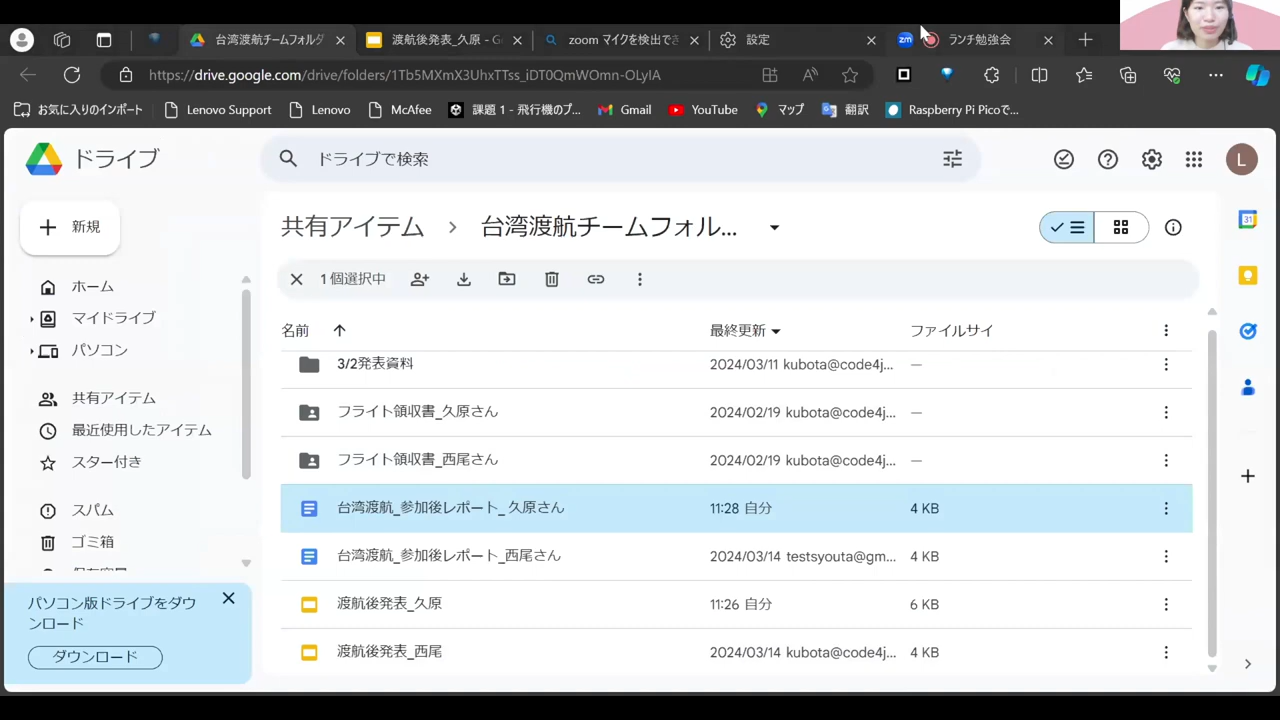 台湾渡航チームフォルダ
渡航後発表_久原 - G
zoom マイクを検出でき
設定
zm
ランチ勉強会
https://drive.google.com/drive/folders/1Tb5MXmX3UhxTTss_iDT0QmWOmn-OLyIA
お気に入りのインポート
Lenovo Support
Lenovo
McAfee
課題 1 - 飛行機のプ...
Gmail
YouTube
マップ
翻訳
Raspberry Pi Picoで...
ドライブ
ドライブで検索
L
新規
共有アイテム
台湾渡航チームフォル...
31
1 個選択中
ホーム
マイドライブ
パソコン
共有アイテム
最近使用したアイテム
スター付き
スパム
ゴミ箱
名前
最終更新
ファイルサイ
3/2発表資料
2024/03/11 kubota@code4j...
—
フライト領収書_久原さん
2024/02/19 kubota@code4j...
—
フライト領収書_西尾さん
2024/02/19 kubota@code4j...
—
台湾渡航_参加後レポート_ 久原さん
11:28 自分
4 KB
台湾渡航_参加後レポート_西尾さん
2024/03/14 testsyouta@gm...
4 KB
渡航後発表_久原
11:26 自分
6 KB
渡航後発表_西尾
2024/03/14 kubota@code4j...
4 KB
パソコン版ドライブをダウ
ンロード
ダウンロード